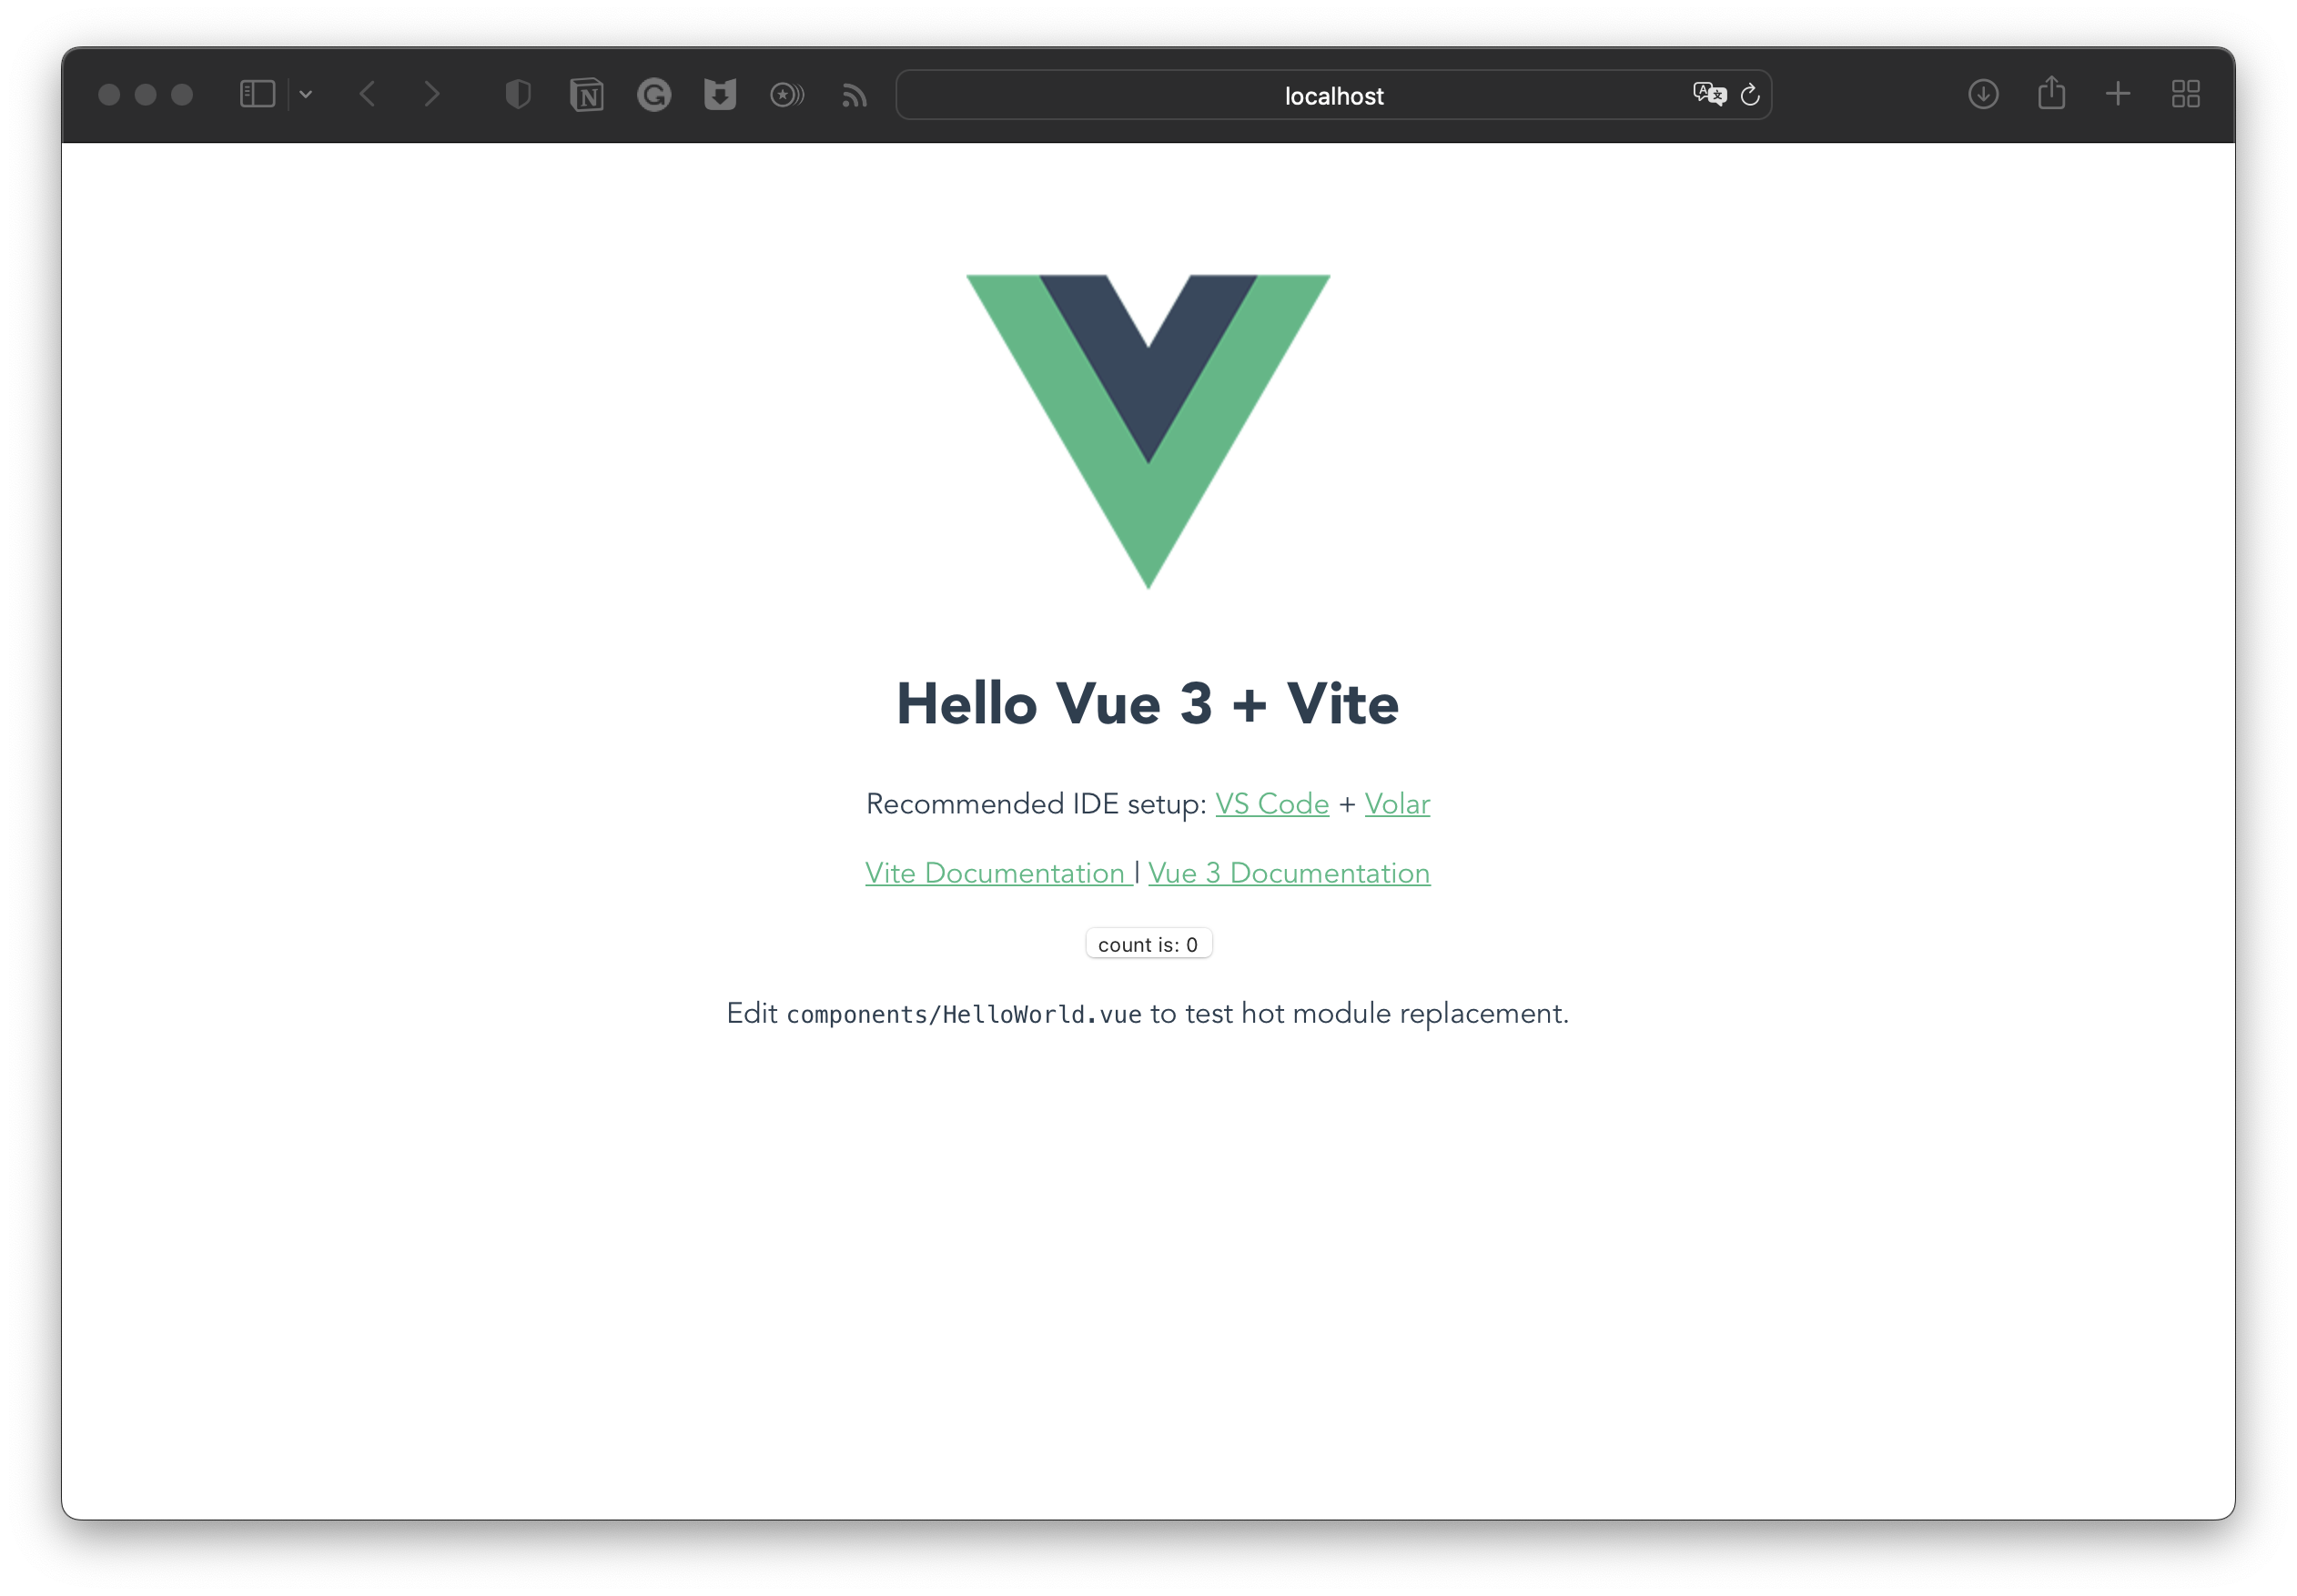 localhost
Hello Vue 3 + Vite
Recommended IDE setup: VS Code + Volar
Vite Documentation | Vue 3 Documentation
count is: 0
Edit components/HelloWorld.vue to test hot module replacement.